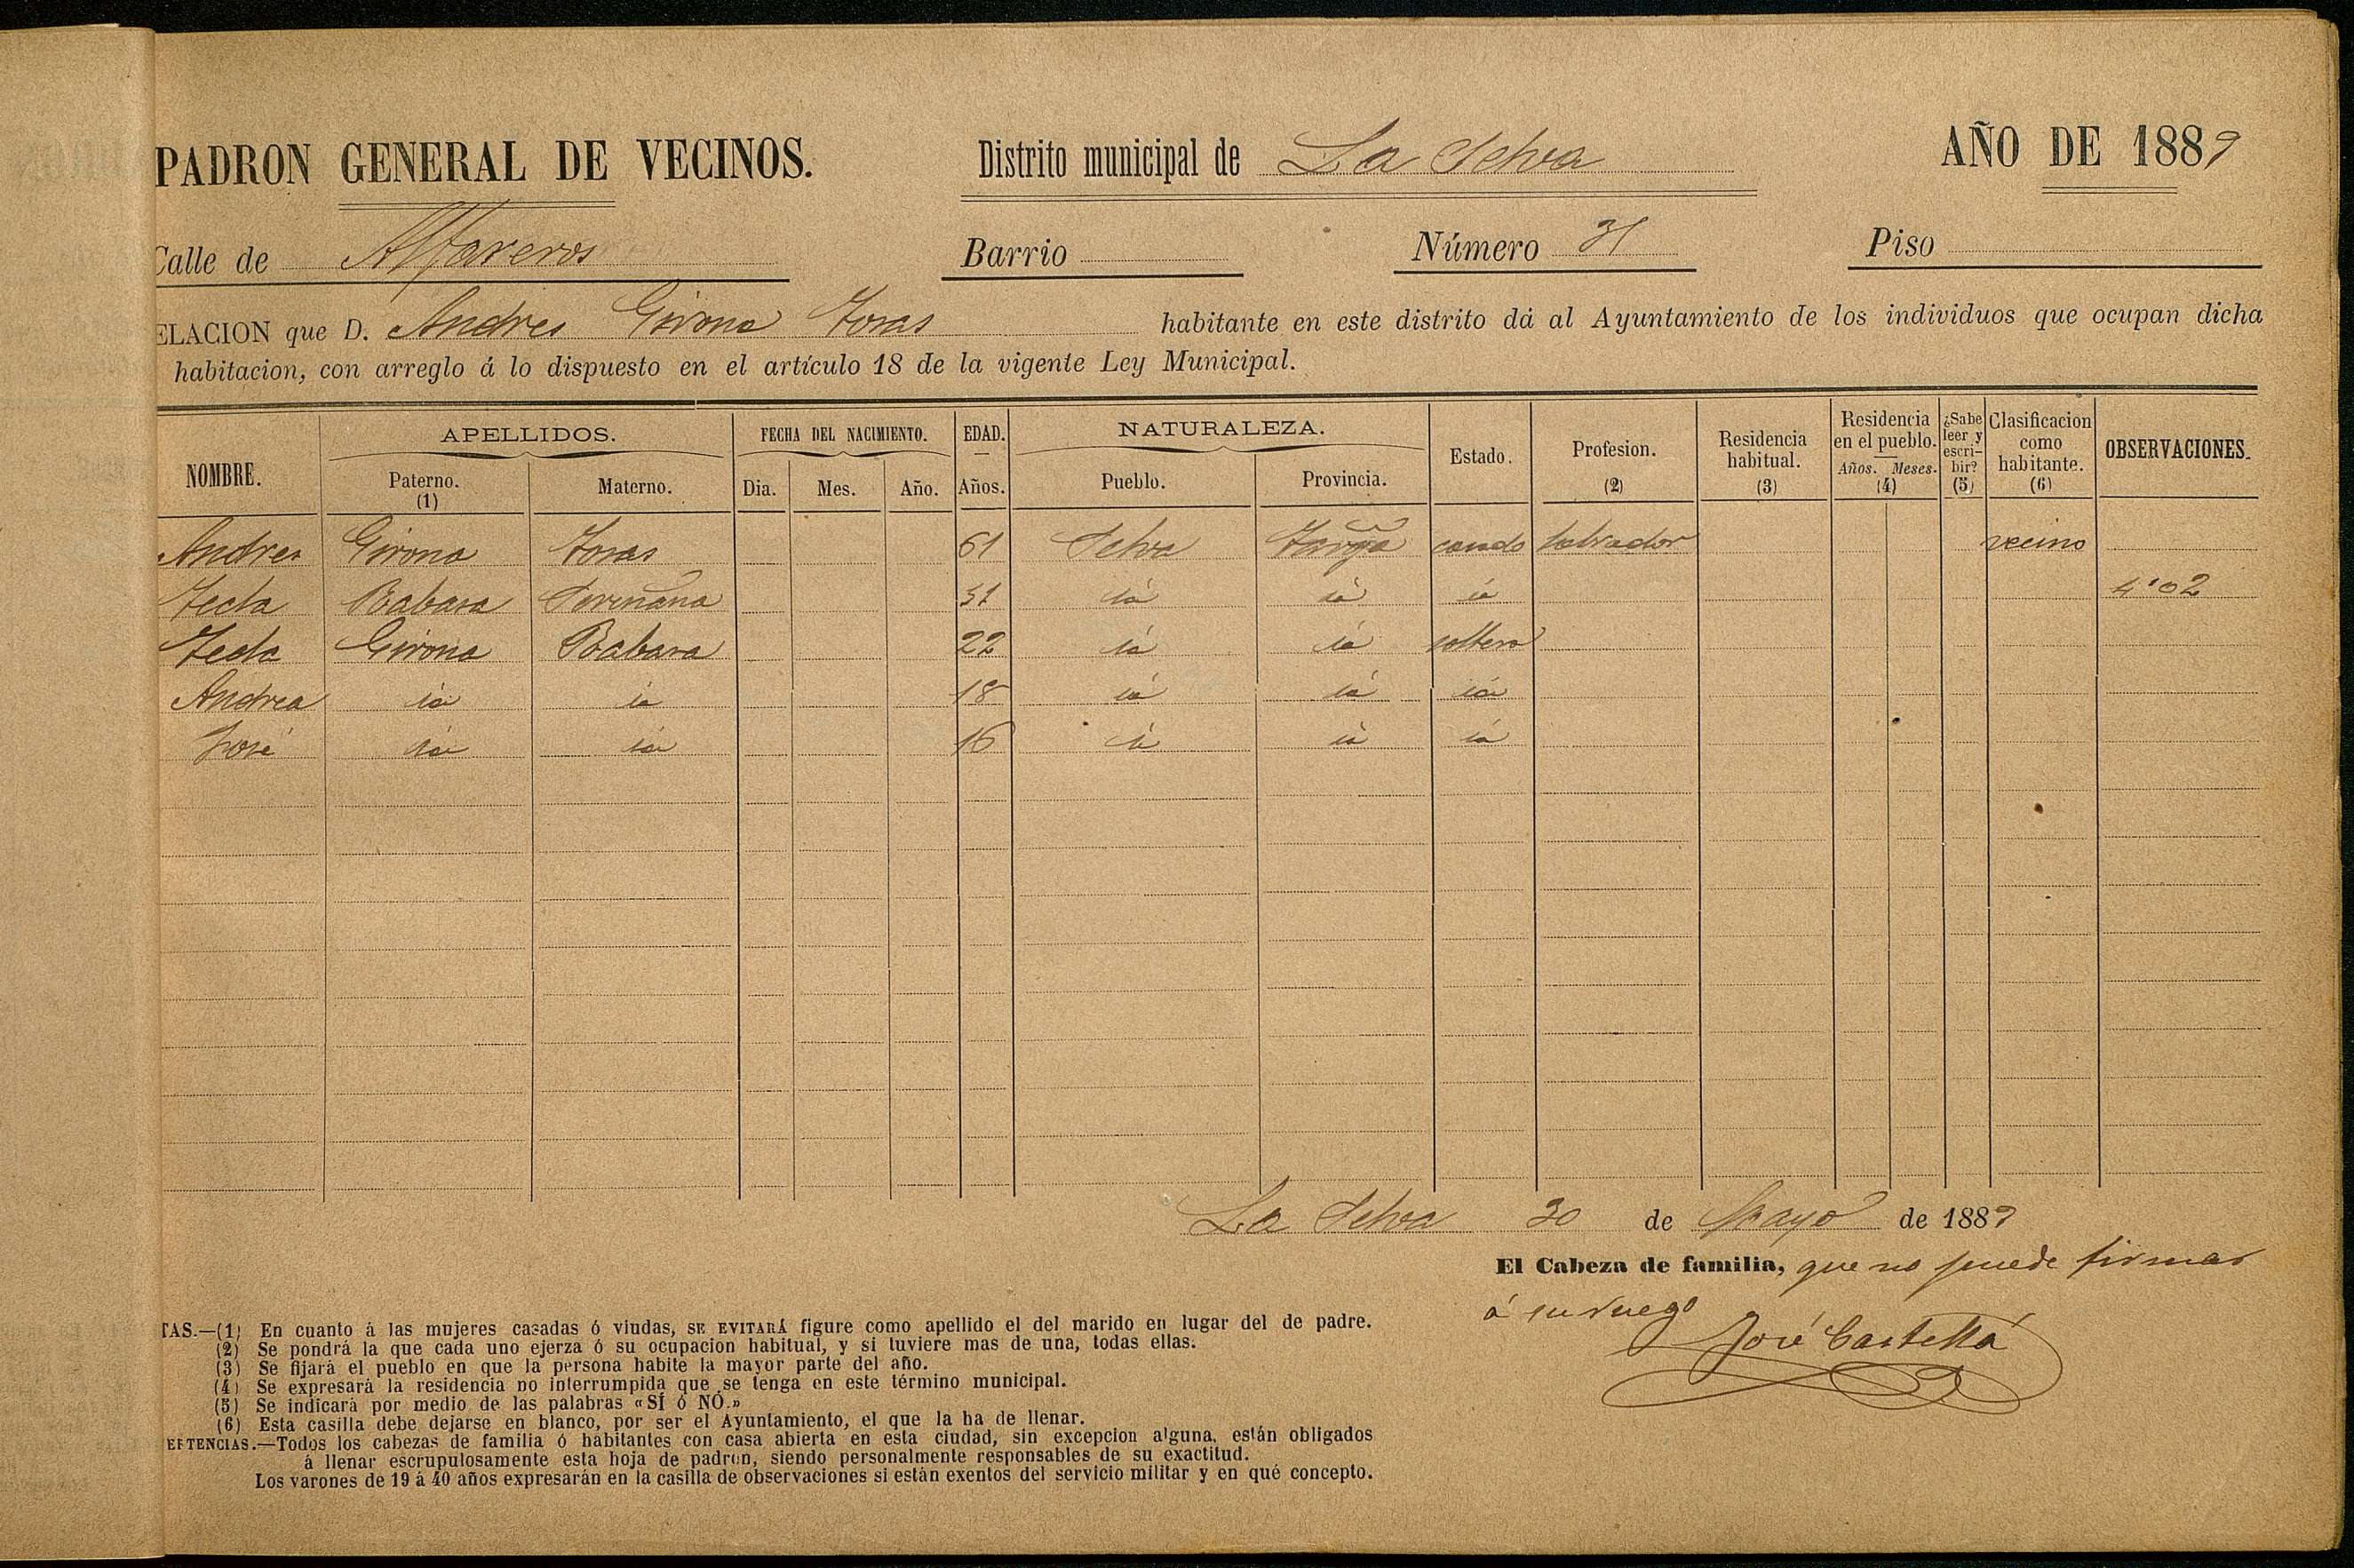 PADRON GENERAL DE VECINOS. Distrito municipal de La Selva AÑO DE 1889
Calle de Alfareros Barrio Número 31 Piso
ELACION que D. Andres Girona Toras habitante en este distrito dá al Ayuntamiento de los individuos que ocupan dicha
habitacion, con arreglo á lo dispuesto en el artículo 18 de la vigente Ley Municipal.
NOMBRE. APELLIDOS. Paterno. (1) Materno. FECHA DEL NACIMIENTO. Dia. Mes. Año. EDAD. Años. NATURALEZA. Pueblo. Provincia. Estado. Profesion. (2) Residencia habitual. (3) Residencia en el pueblo. Años. Meses. (4) ¿Sabe leer y escri- bir? (5) Clasificacion como habitante. (6) OBSERVACIONES.
Andres Girona Toras 61 Selva casado labrador vecino
Tecla Babara 51 id id id 4'02
Tecla Girona Babara 22 id id soltera
Andrea id id 18 id id id
José id id 16 id id id
La Selva 30 de Mayo de 1889
El Cabeza de familia, que no puede firmar
á su ruego
José Castellá
TAS.—(1) En cuanto á las mujeres casadas ó viudas, SE EVITARÁ figure como apellido el del marido en lugar del de padre.
(2) Se pondrá la que cada uno ejerza ó su ocupacion habitual, y si tuviere mas de una, todas ellas.
(3) Se fijará el pueblo en que la persona habite la mayor parte del año.
(4) Se expresará la residencia no interrumpida que se tenga en este término municipal.
(5) Se indicará por medio de las palabras «SÍ ó NÓ.»
(6) Esta casilla debe dejarse en blanco, por ser el Ayuntamiento, el que la ha de llenar.
ERTENCIAS.—Todos los cabezas de familia ó habitantes con casa abierta en esta ciudad, sin excepcion alguna, están obligados
á llenar escrupulosamente esta hoja de padron, siendo personalmente responsables de su exactitud.
Los varones de 19 á 40 años expresarán en la casilla de observaciones si están exentos del servicio militar y en qué concepto.